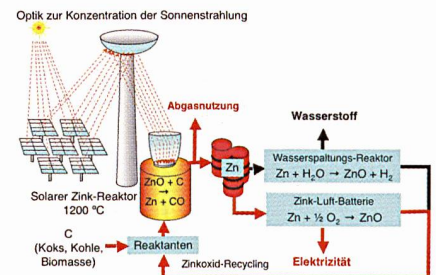 Optik zur Konzentration der Sonnenstrahlung
Abgasnutzung
Wasserstoff
Zn
Wasserspaltungs-Reaktor
Zn + H₂O → ZnO + H₂
ZnO + C
→
Zn + CO
Solarer Zink-Reaktor
1200 ºC
Zink-Luft-Batterie
Zn + ½ O₂ → ZnO
C
(Koks, Kohle,
Biomasse)
Reaktanten
Elektrizität
Zinkoxid-Recycling